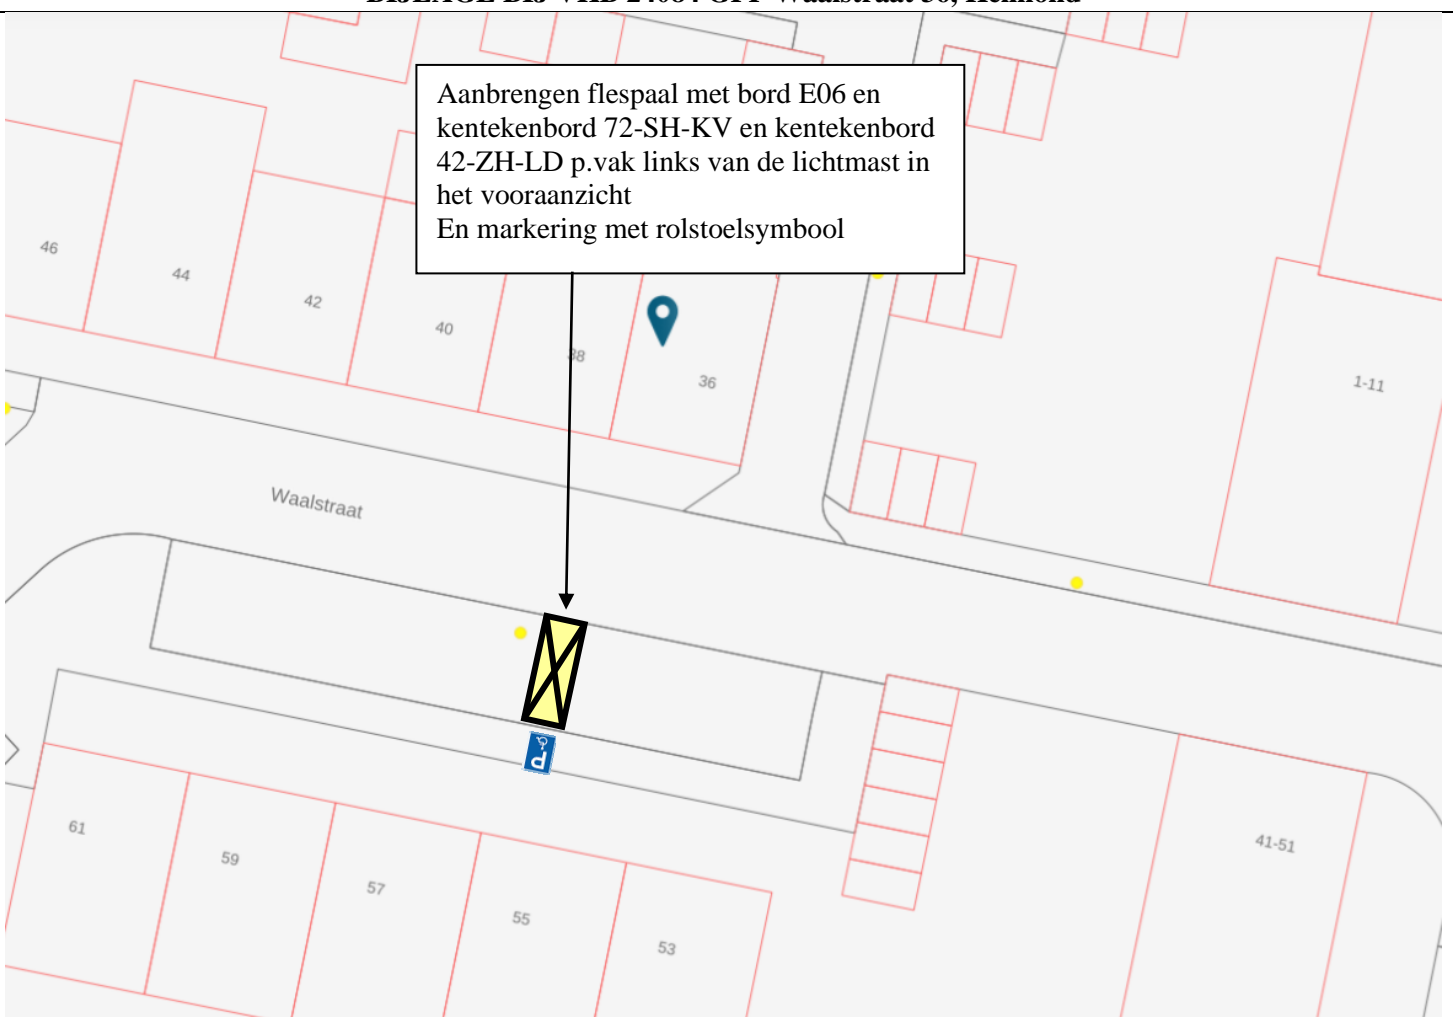 Aanbrengen flespaal met bord E06 en
kentekenbord 72-SH-KV en kentekenbord
42-ZH-LD p.vak links van de lichtmast in
het vooraanzicht
En markering met rolstoelsymbool
46
44
42
40
38
36
1-11
Waalstraat
P
61
59
57
55
53
41-51